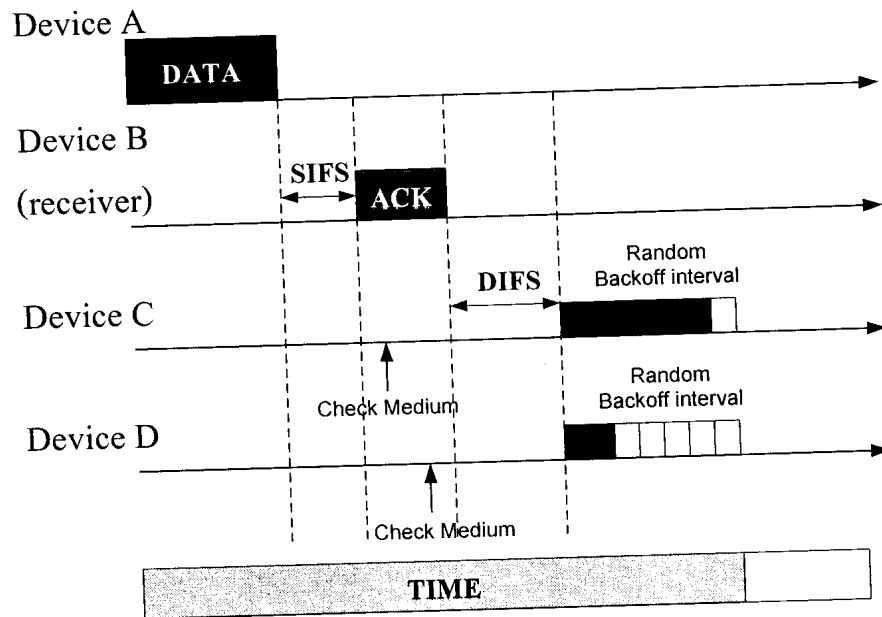 Device A
DATA
Device B
SIFS
(receiver)
ACK
Random
Backoff interval
DIFS
Device C
Check Medium
Random
Backoff interval
Device D
Check Medium
TIME